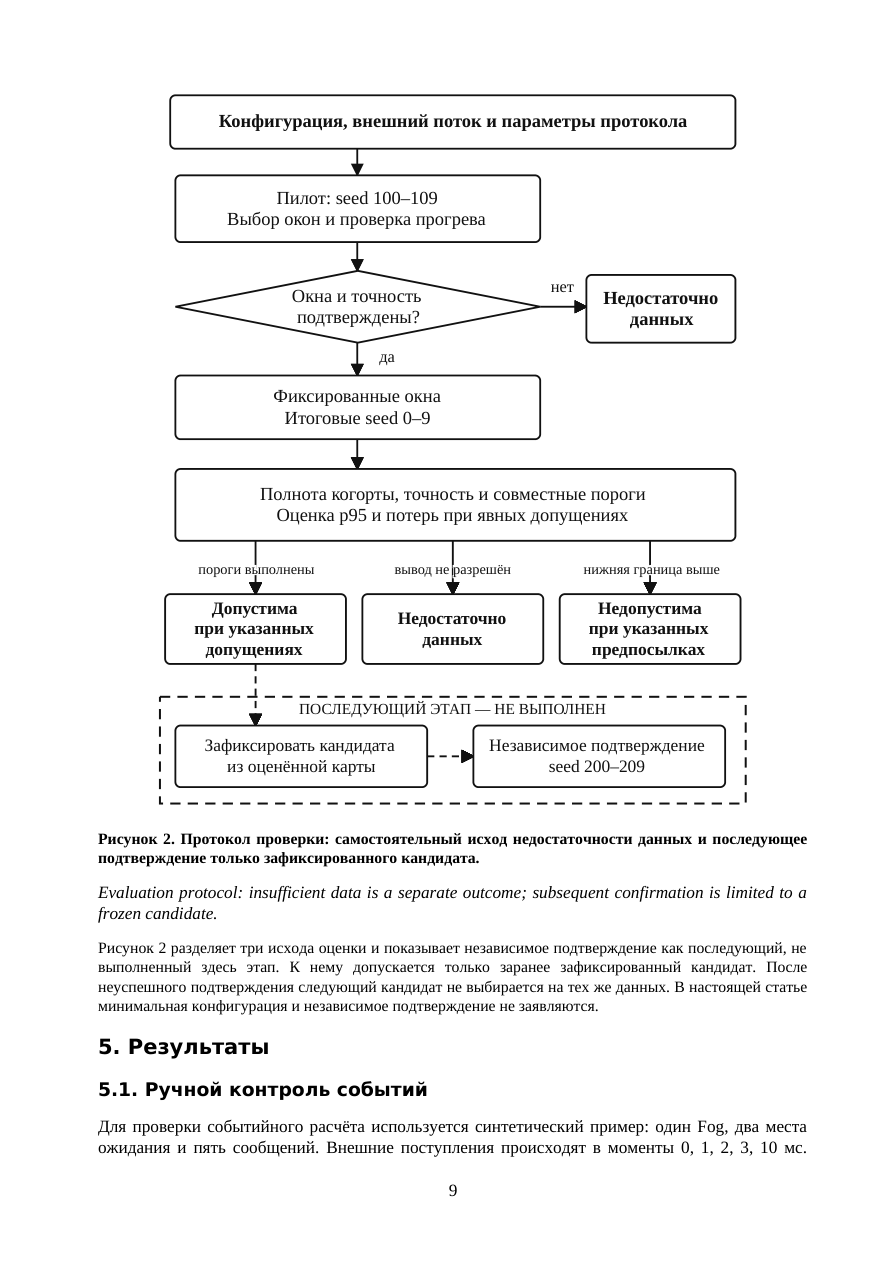 Конфигурация, внешний поток и параметры протокола
Пилот: seed 100–109
Выбор окон и проверка прогрева
Окна и точность
подтверждены?
нет
Недостаточно
данных
да
Фиксированные окна
Итоговые seed 0–9
Полнота когорты, точность и совместные пороги
Оценка p95 и потерь при явных допущениях
пороги выполнены
вывод не разрешён
нижняя граница выше
Допустима
при указанных
допущениях
Недостаточно
данных
Недопустима
при указанных
предпосылках
ПОСЛЕДУЮЩИЙ ЭТАП — НЕ ВЫПОЛНЕН
Зафиксировать кандидата
из оценённой карты
Независимое подтверждение
seed 200–209
Рисунок 2. Протокол проверки: самостоятельный исход недостаточности данных и последующее
подтверждение только зафиксированного кандидата.
Evaluation protocol: insufficient data is a separate outcome; subsequent confirmation is limited to a
frozen candidate.
Рисунок 2 разделяет три исхода оценки и показывает независимое подтверждение как последующий, не
выполненный здесь этап. К нему допускается только заранее зафиксированный кандидат. После
неуспешного подтверждения следующий кандидат не выбирается на тех же данных. В настоящей статье
минимальная конфигурация и независимое подтверждение не заявляются.
5. Результаты
5.1. Ручной контроль событий
Для проверки событийного расчёта используется синтетический пример: один Fog, два места
ожидания и пять сообщений. Внешние поступления происходят в моменты 0, 1, 2, 3, 10 мс.
9